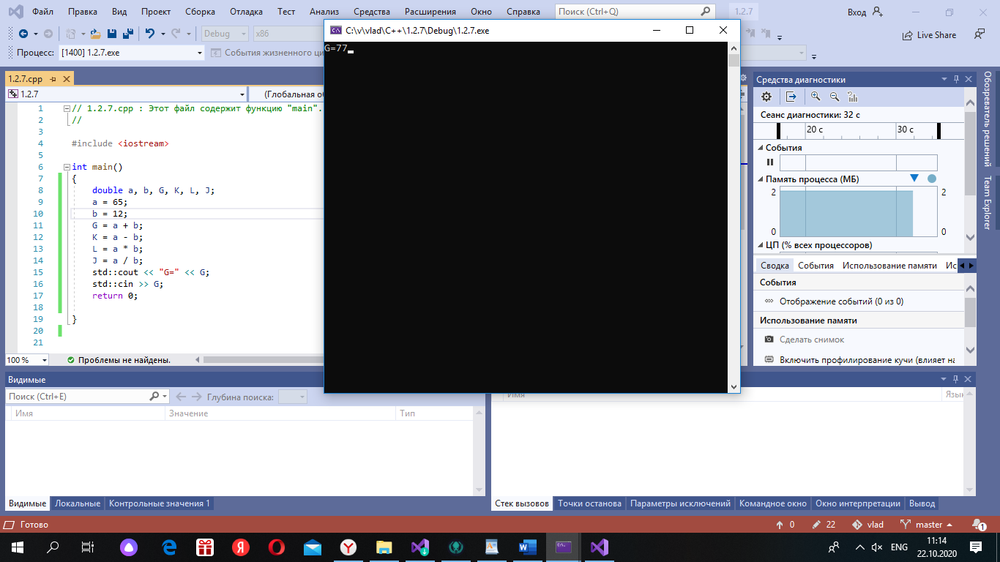 Файл Правка Вид Проект Сборка Отладка Тест Анализ Средства Расширения Окно Справка Поиск (Ctrl+Q) 1.2.7 Вход
Debug x86 Live Share
Процесс: [1400] 1.2.7.exe События жизненного ци
C:\v\vlad\C++\1.2.7\Debug\1.2.7.exe
G=77
1.2.7.cpp
1.2.7 (Глобальная об
1 // 1.2.7.cpp : Этот файл содержит функцию "main".
2 //
3
4 #include <iostream>
5
6 int main()
7 {
8 double a, b, G, K, L, J;
9 a = 65;
10 b = 12;
11 G = a + b;
12 K = a - b;
13 L = a * b;
14 J = a / b;
15 std::cout << "G=" << G;
16 std::cin >> G;
17 return 0;
18
19 }
20
21
100 % Проблемы не найдены.
Средства диагностики
Сеанс диагностики: 32 с
20 с 30 с
События
Память процесса (МБ)
2 2
0 0
ЦП (% всех процессоров)
Сводка События Использование памяти Ис
События
Отображение событий (0 из 0)
Использование памяти
Сделать снимок
Включить профилирование кучи (влияет на
Обозреватель решений
Team Explorer
Видимые
Поиск (Ctrl+E) Глубина поиска:
Имя Значение Тип
Видимые Локальные Контрольные значения 1
Имя Язык
Стек вызовов Точки останова Параметры исключений Командное окно Окно интерпретации Вывод
Готово 0 22 vlad master 1
ENG 11:14
22.10.2020